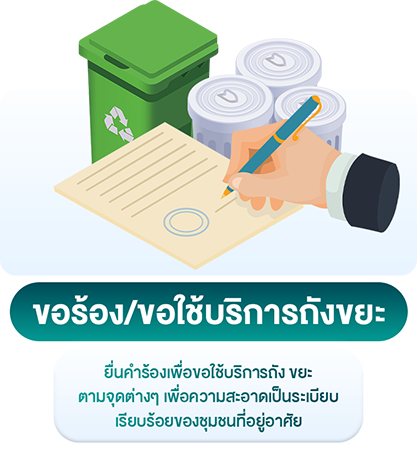 ขอร้อง/ขอใช้บริการถังขยะ
ยื่นคำร้องเพื่อขอใช้บริการถัง ขยะ
ตามจุดต่างๆ เพื่อความสะอาดเป็นระเบียบ
เรียบร้อยของชุมชนที่อยู่อาศัย